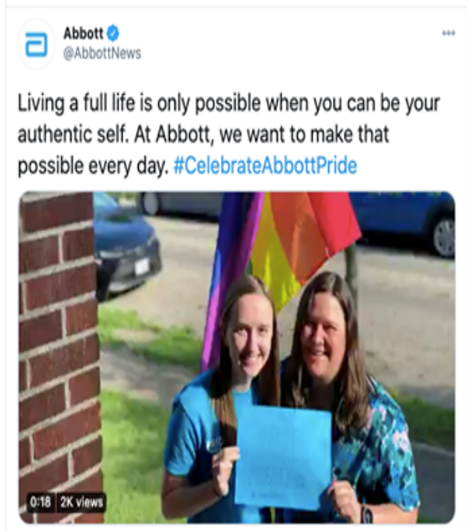 Abbott
@AbbottNews
Living a full life is only possible when you can be your
authentic self. At Abbott, we want to make that
possible every day. #CelebrateAbbottPride
0:18 2K views